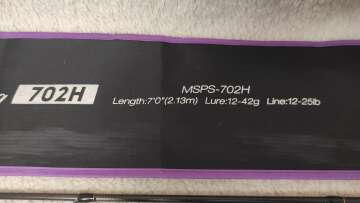 702H
MSPS-702H
Length:7'0"(2.13m) Lure:12-42g Line:12-25lb